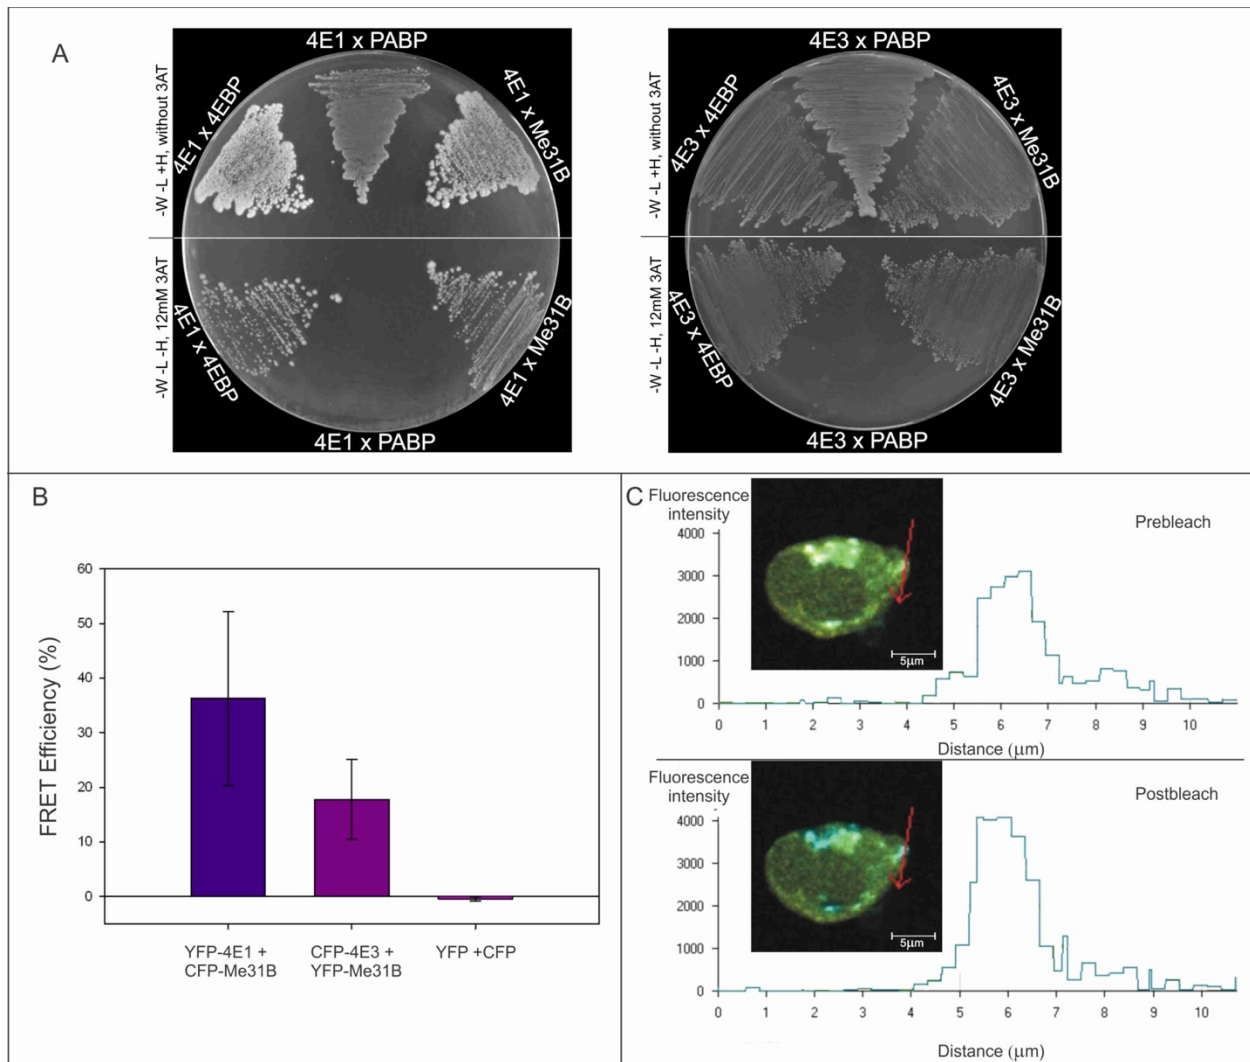 A
4E1 x PABP
4E1 x 4EBP
4E1 x Me31B
-W -L +H, without 3AT
-W -L -H, 12mM 3AT
4E1 x 4EBP
4E1 x Me31B
4E1 x PABP
4E3 x PABP
4E3 x 4EBP
4E3 x Me31B
-W -L +H, without 3AT
-W -L -H, 12mM 3AT
4E3 x 4EBP
4E3 x Me31B
4E3 x PABP
B
FRET Efficiency (%)
60
50
40
30
20
10
0
YFP-4E1 +
CFP-Me31B
CFP-4E3 +
YFP-Me31B
YFP +CFP
C
Fluorescence
intensity
Prebleach
4000
3000
2000
1000
0
5µm
0 1 2 3 4 5 6 7 8 9 10
Distance (µm)
Fluorescence
intensity
Postbleach
4000
3000
2000
1000
0
5µm
0 1 2 3 4 5 6 7 8 9 10
Distance (µm)